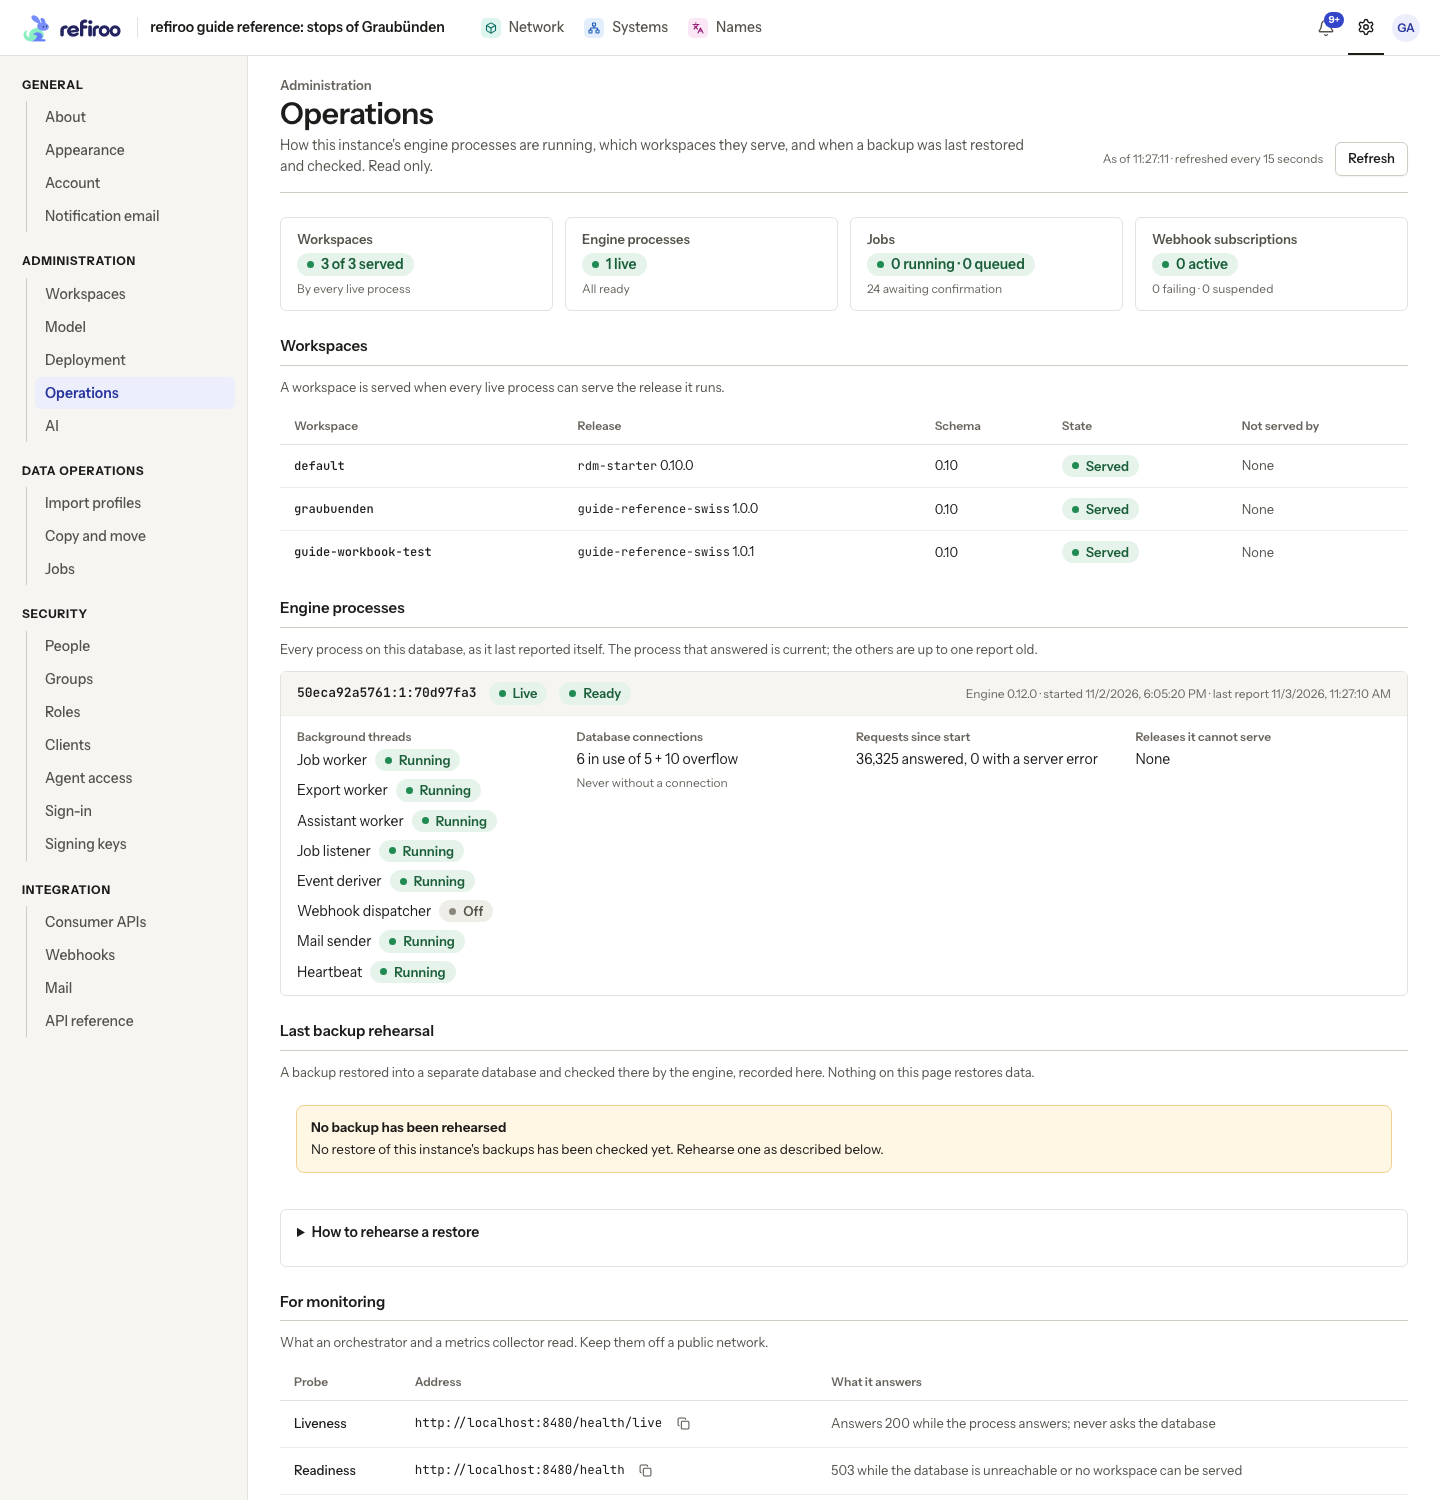 refiroo
refiroo guide reference: stops of Graubünden
Network
Systems
Names
9+
GA
GENERAL
About
Appearance
Account
Notification email
ADMINISTRATION
Workspaces
Model
Deployment
Operations
AI
DATA OPERATIONS
Import profiles
Copy and move
Jobs
SECURITY
People
Groups
Roles
Clients
Agent access
Sign-in
Signing keys
INTEGRATION
Consumer APIs
Webhooks
Mail
API reference
Administration
Operations
How this instance's engine processes are running, which workspaces they serve, and when a backup was last restored
and checked. Read only.
As of 11:27:11 · refreshed every 15 seconds
Refresh
Workspaces
3 of 3 served
By every live process
Engine processes
1 live
All ready
Jobs
0 running · 0 queued
24 awaiting confirmation
Webhook subscriptions
0 active
0 failing · 0 suspended
Workspaces
A workspace is served when every live process can serve the release it runs.
Workspace Release Schema State Not served by
default rdm-starter 0.10.0 0.10 Served None
graubuenden guide-reference-swiss 1.0.0 0.10 Served None
guide-workbook-test guide-reference-swiss 1.0.1 0.10 Served None
Engine processes
Every process on this database, as it last reported itself. The process that answered is current; the others are up to one report old.
50eca92a5761:1:70d97fa3 Live Ready Engine 0.12.0 · started 11/2/2026, 6:05:20 PM · last report 11/3/2026, 11:27:10 AM
Background threads
Job worker Running
Export worker Running
Assistant worker Running
Job listener Running
Event deriver Running
Webhook dispatcher Off
Mail sender Running
Heartbeat Running
Database connections
6 in use of 5 + 10 overflow
Never without a connection
Requests since start
36,325 answered, 0 with a server error
Releases it cannot serve
None
Last backup rehearsal
A backup restored into a separate database and checked there by the engine, recorded here. Nothing on this page restores data.
No backup has been rehearsed
No restore of this instance's backups has been checked yet. Rehearse one as described below.
How to rehearse a restore
For monitoring
What an orchestrator and a metrics collector read. Keep them off a public network.
Probe Address What it answers
Liveness http://localhost:8480/health/live Answers 200 while the process answers; never asks the database
Readiness http://localhost:8480/health 503 while the database is unreachable or no workspace can be served